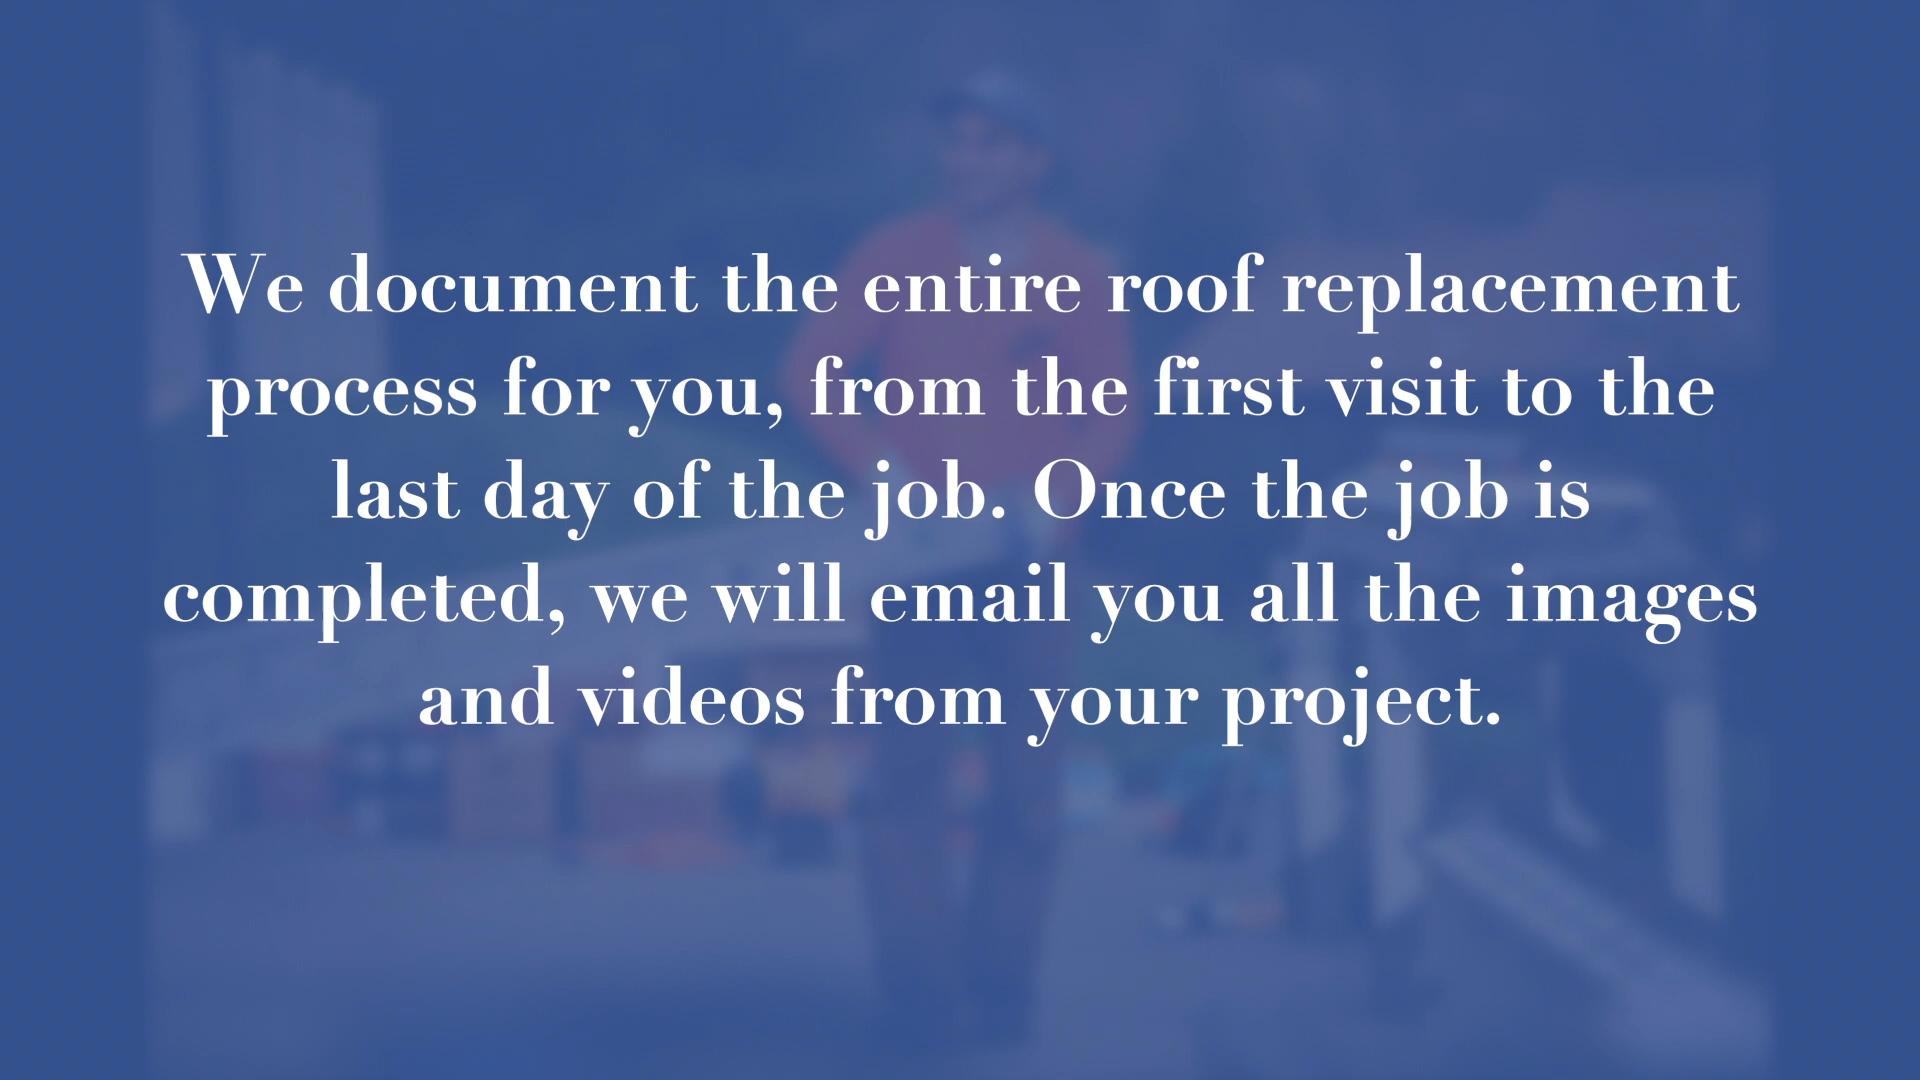 We document the entire roof replacement
process for you, from the first visit to the
last day of the job. Once the job is
completed, we will email you all the images
and videos from your project.